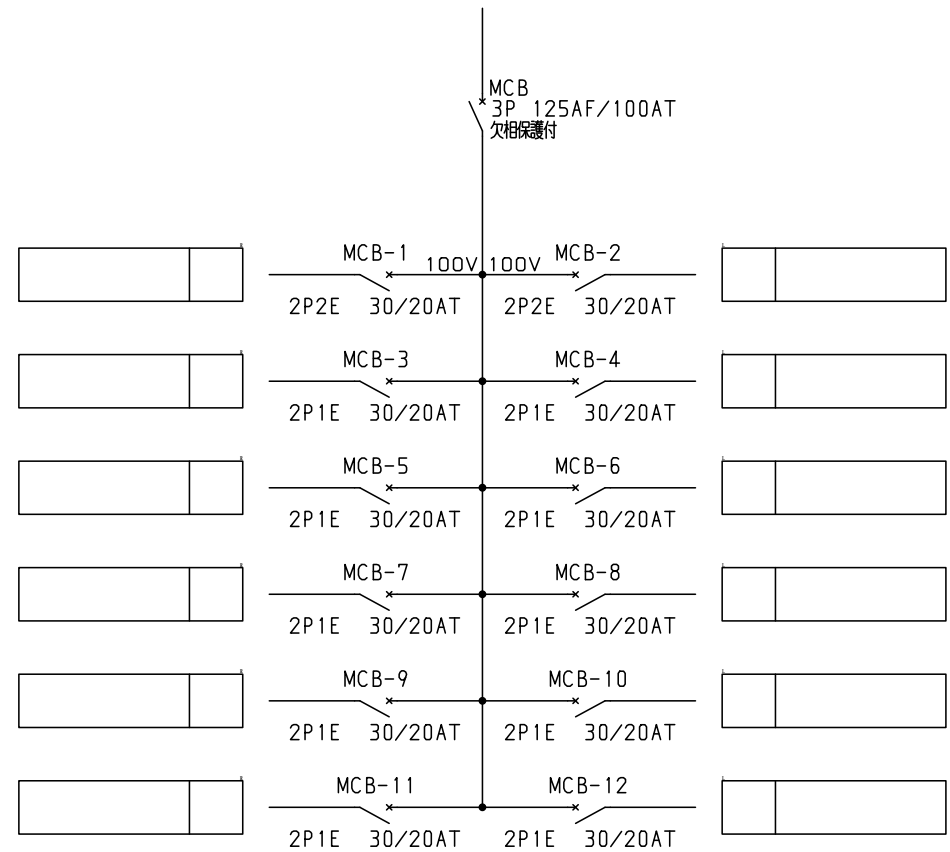 MCB
3P 125AF/100AT
欠相保護付
MCB-1 100V 100V MCB-2
2P2E 30/20AT 2P2E 30/20AT
MCB-3 MCB-4
2P1E 30/20AT 2P1E 30/20AT
MCB-5 MCB-6
2P1E 30/20AT 2P1E 30/20AT
MCB-7 MCB-8
2P1E 30/20AT 2P1E 30/20AT
MCB-9 MCB-10
2P1E 30/20AT 2P1E 30/20AT
MCB-11 MCB-12
2P1E 30/20AT 2P1E 30/20AT